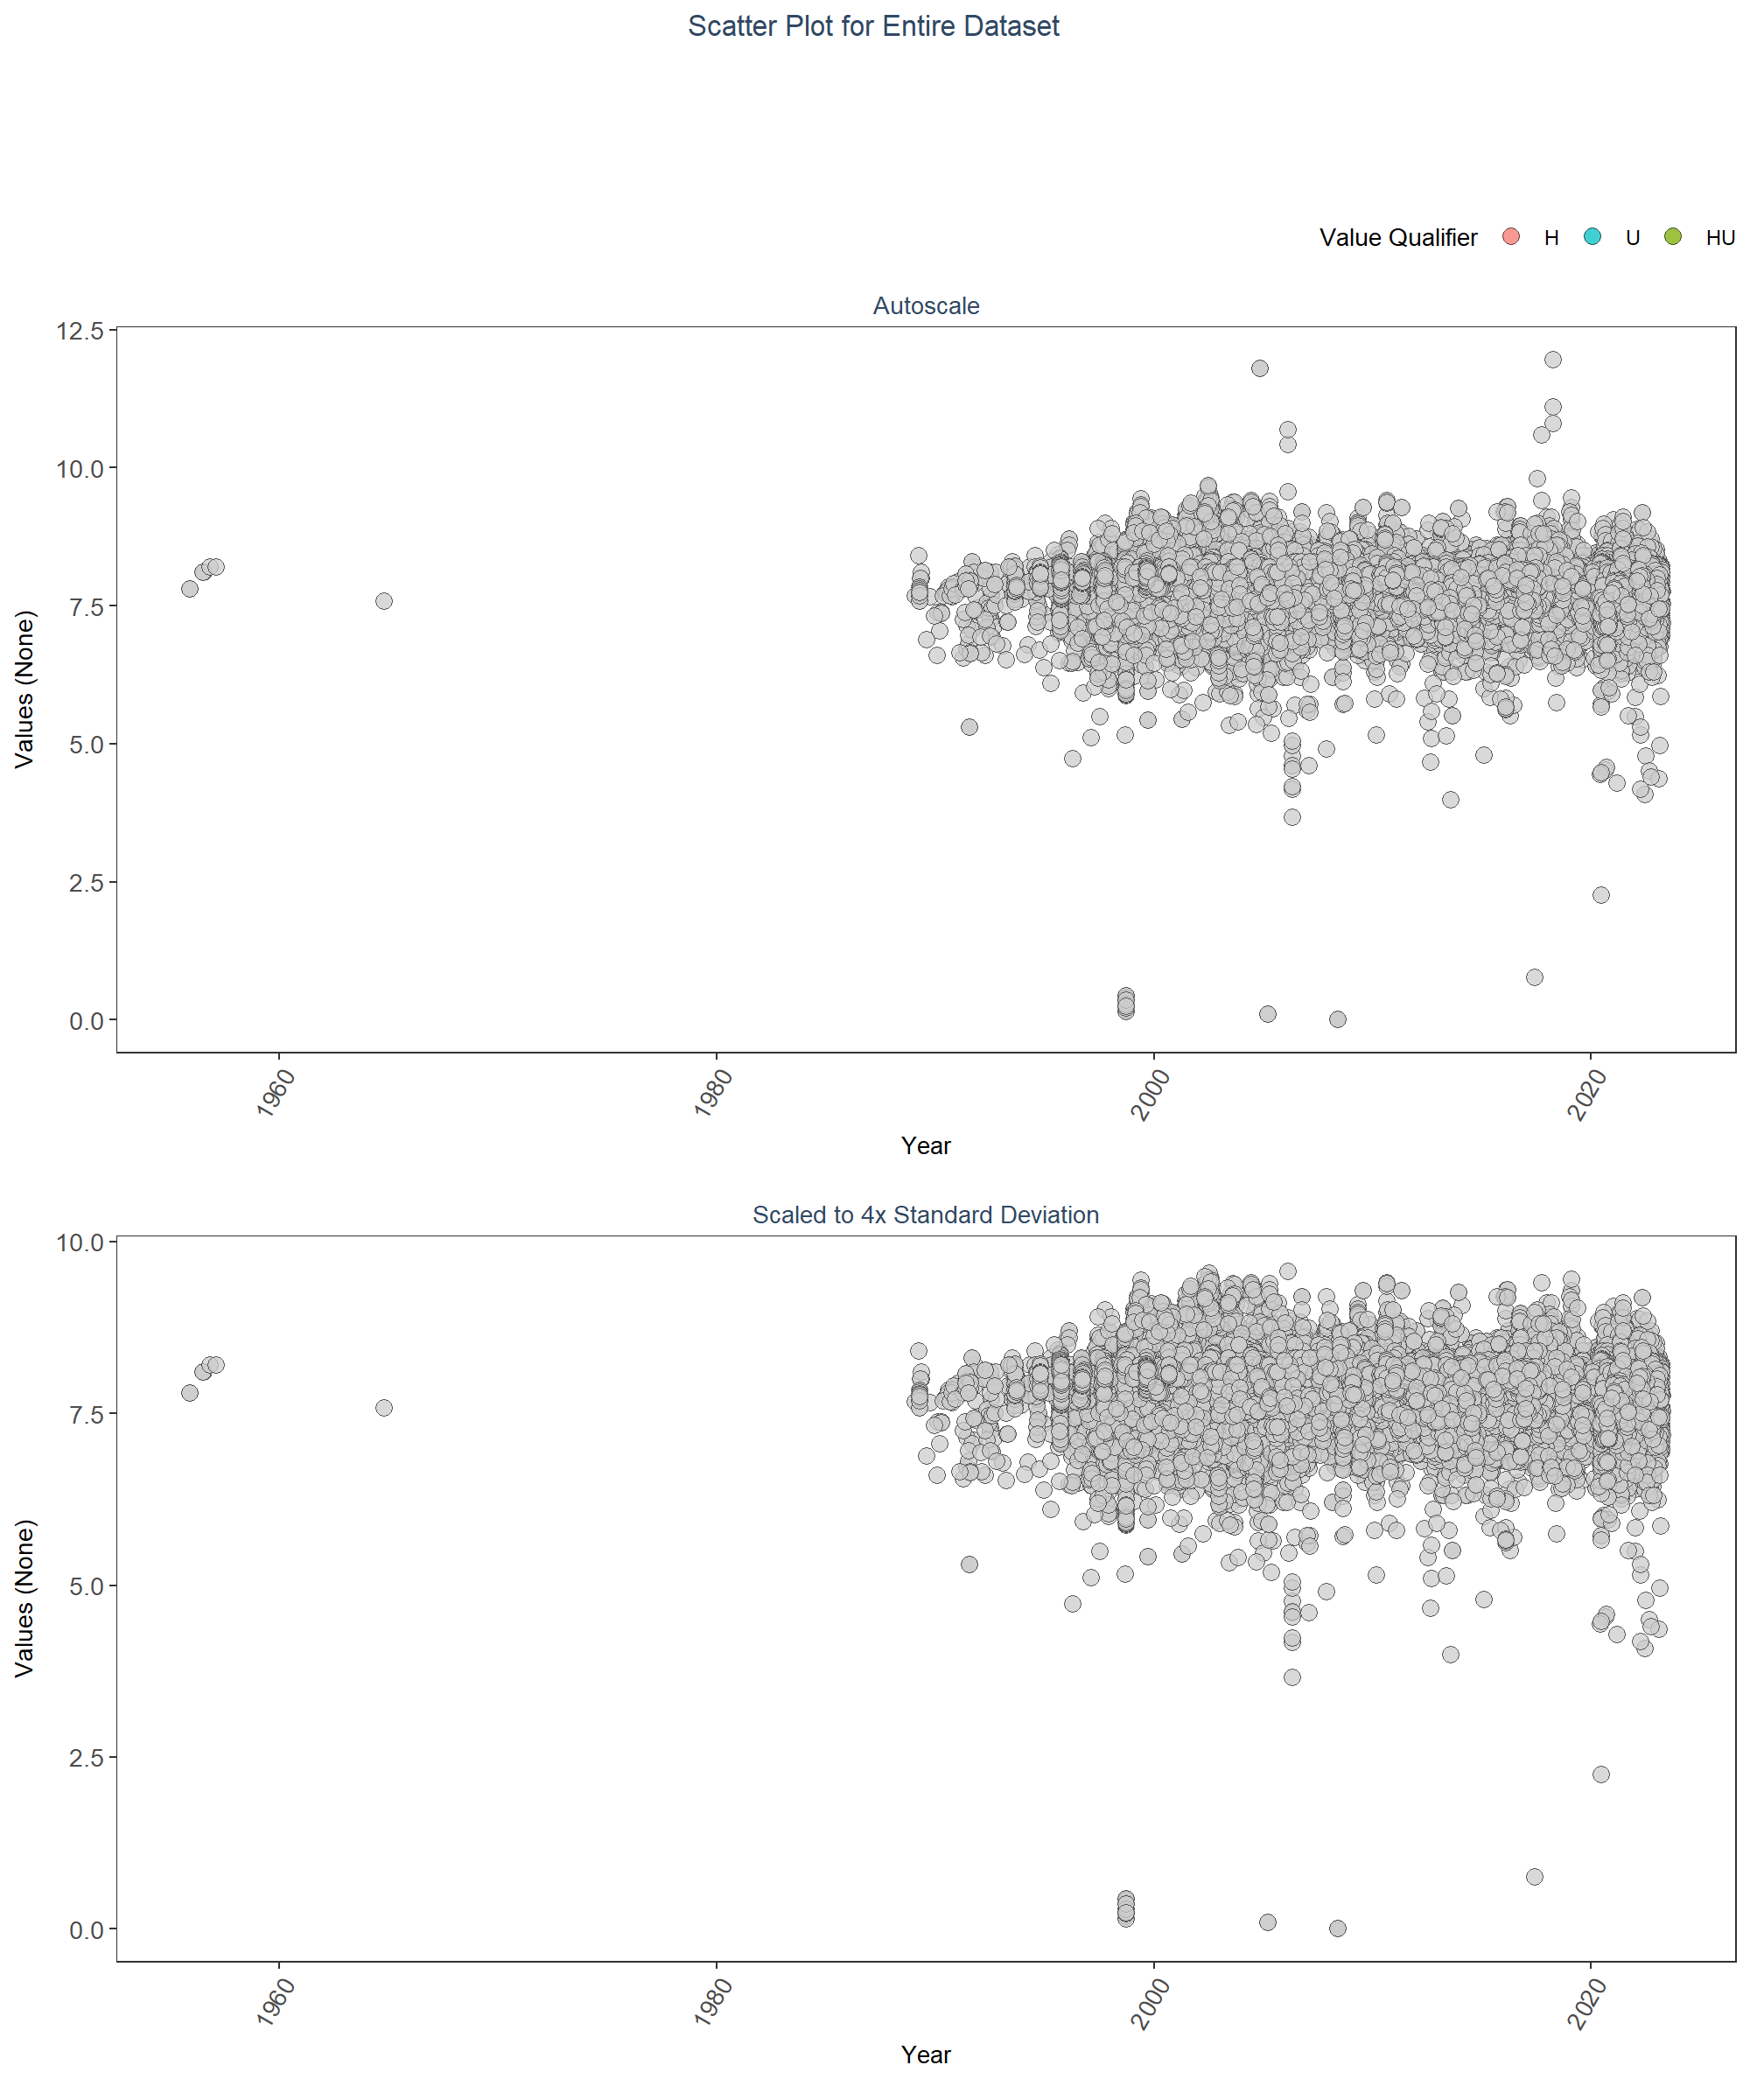 Scatter Plot for Entire Dataset
Value Qualifier H U HU
Autoscale
12.5
10.0
7.5
5.0
2.5
0.0
Values (None)
1960 1980 2000 2020
Year
Scaled to 4x Standard Deviation
10.0
7.5
5.0
2.5
0.0
Values (None)
1960 1980 2000 2020
Year